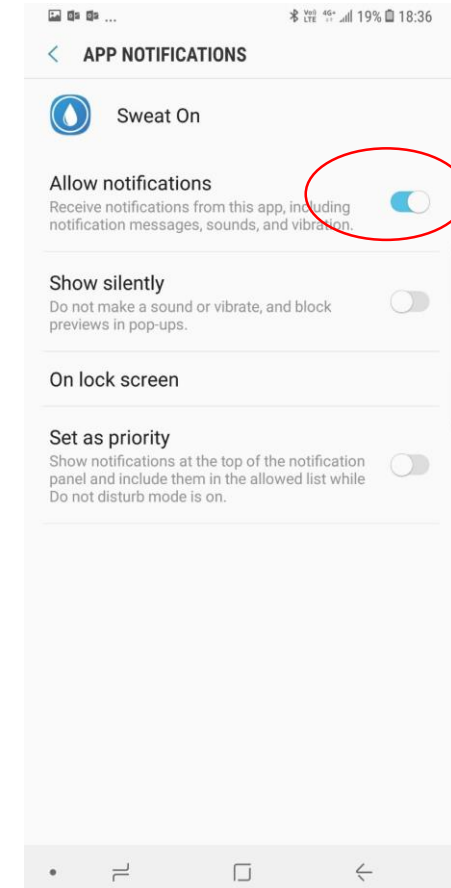 ... 19% 18:36
APP NOTIFICATIONS
Sweat On
Allow notifications
Receive notifications from this app, including
notification messages, sounds, and vibration.
Show silently
Do not make a sound or vibrate, and block
previews in pop-ups.
On lock screen
Set as priority
Show notifications at the top of the notification
panel and include them in the allowed list while
Do not disturb mode is on.